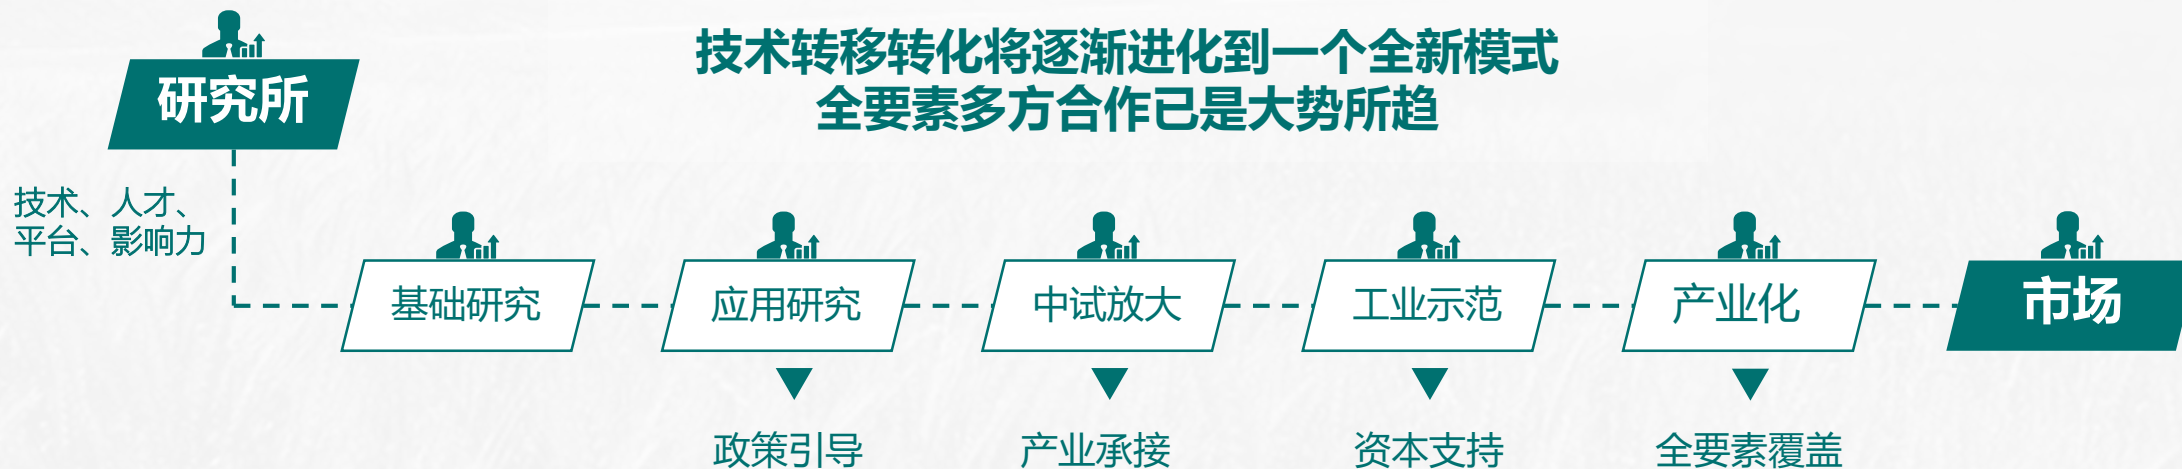 技术转移转化将逐渐进化到一个全新模式
全要素多方合作已是大势所趋
研究所
技术、人才、
平台、影响力
基础研究
应用研究
中试放大
工业示范
产业化
市场
政策引导
产业承接
资本支持
全要素覆盖